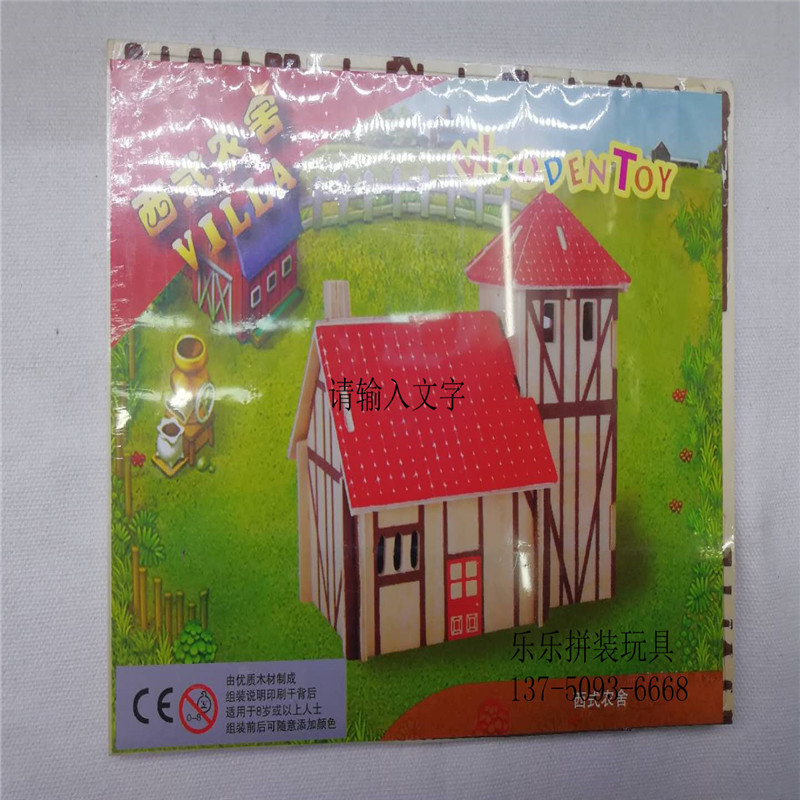 西式农舍
VILLA
WOODENTOY
请输入文字
乐乐拼装玩具
137-5093-6668
西式农舍
CE
0-6
由优质木材制成
组装说明印刷于背后
适用于8岁或以上人士
组装前后可随意添加颜色